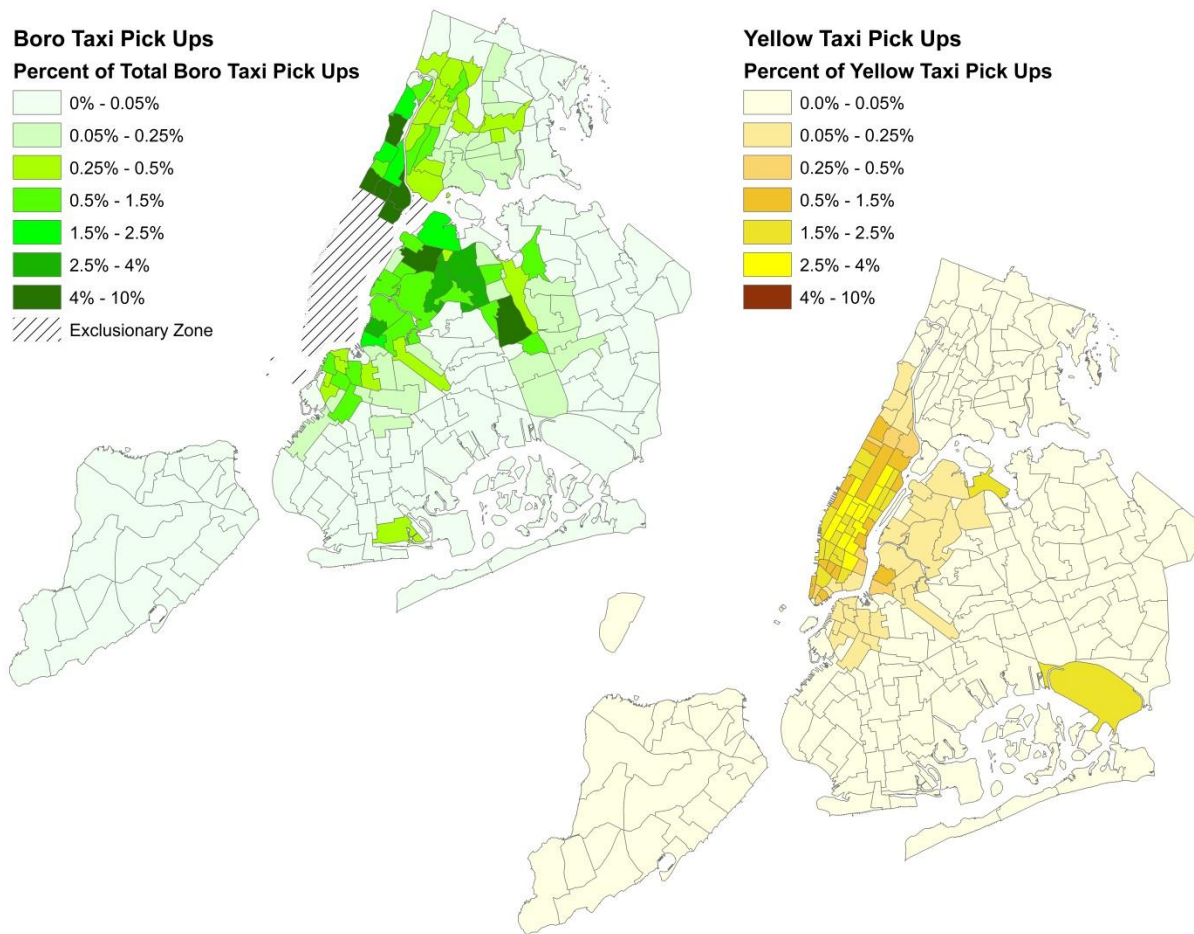 Boro Taxi Pick Ups
Percent of Total Boro Taxi Pick Ups
0% - 0.05%
0.05% - 0.25%
0.25% - 0.5%
0.5% - 1.5%
1.5% - 2.5%
2.5% - 4%
4% - 10%
Exclusionary Zone
Yellow Taxi Pick Ups
Percent of Yellow Taxi Pick Ups
0.0% - 0.05%
0.05% - 0.25%
0.25% - 0.5%
0.5% - 1.5%
1.5% - 2.5%
2.5% - 4%
4% - 10%